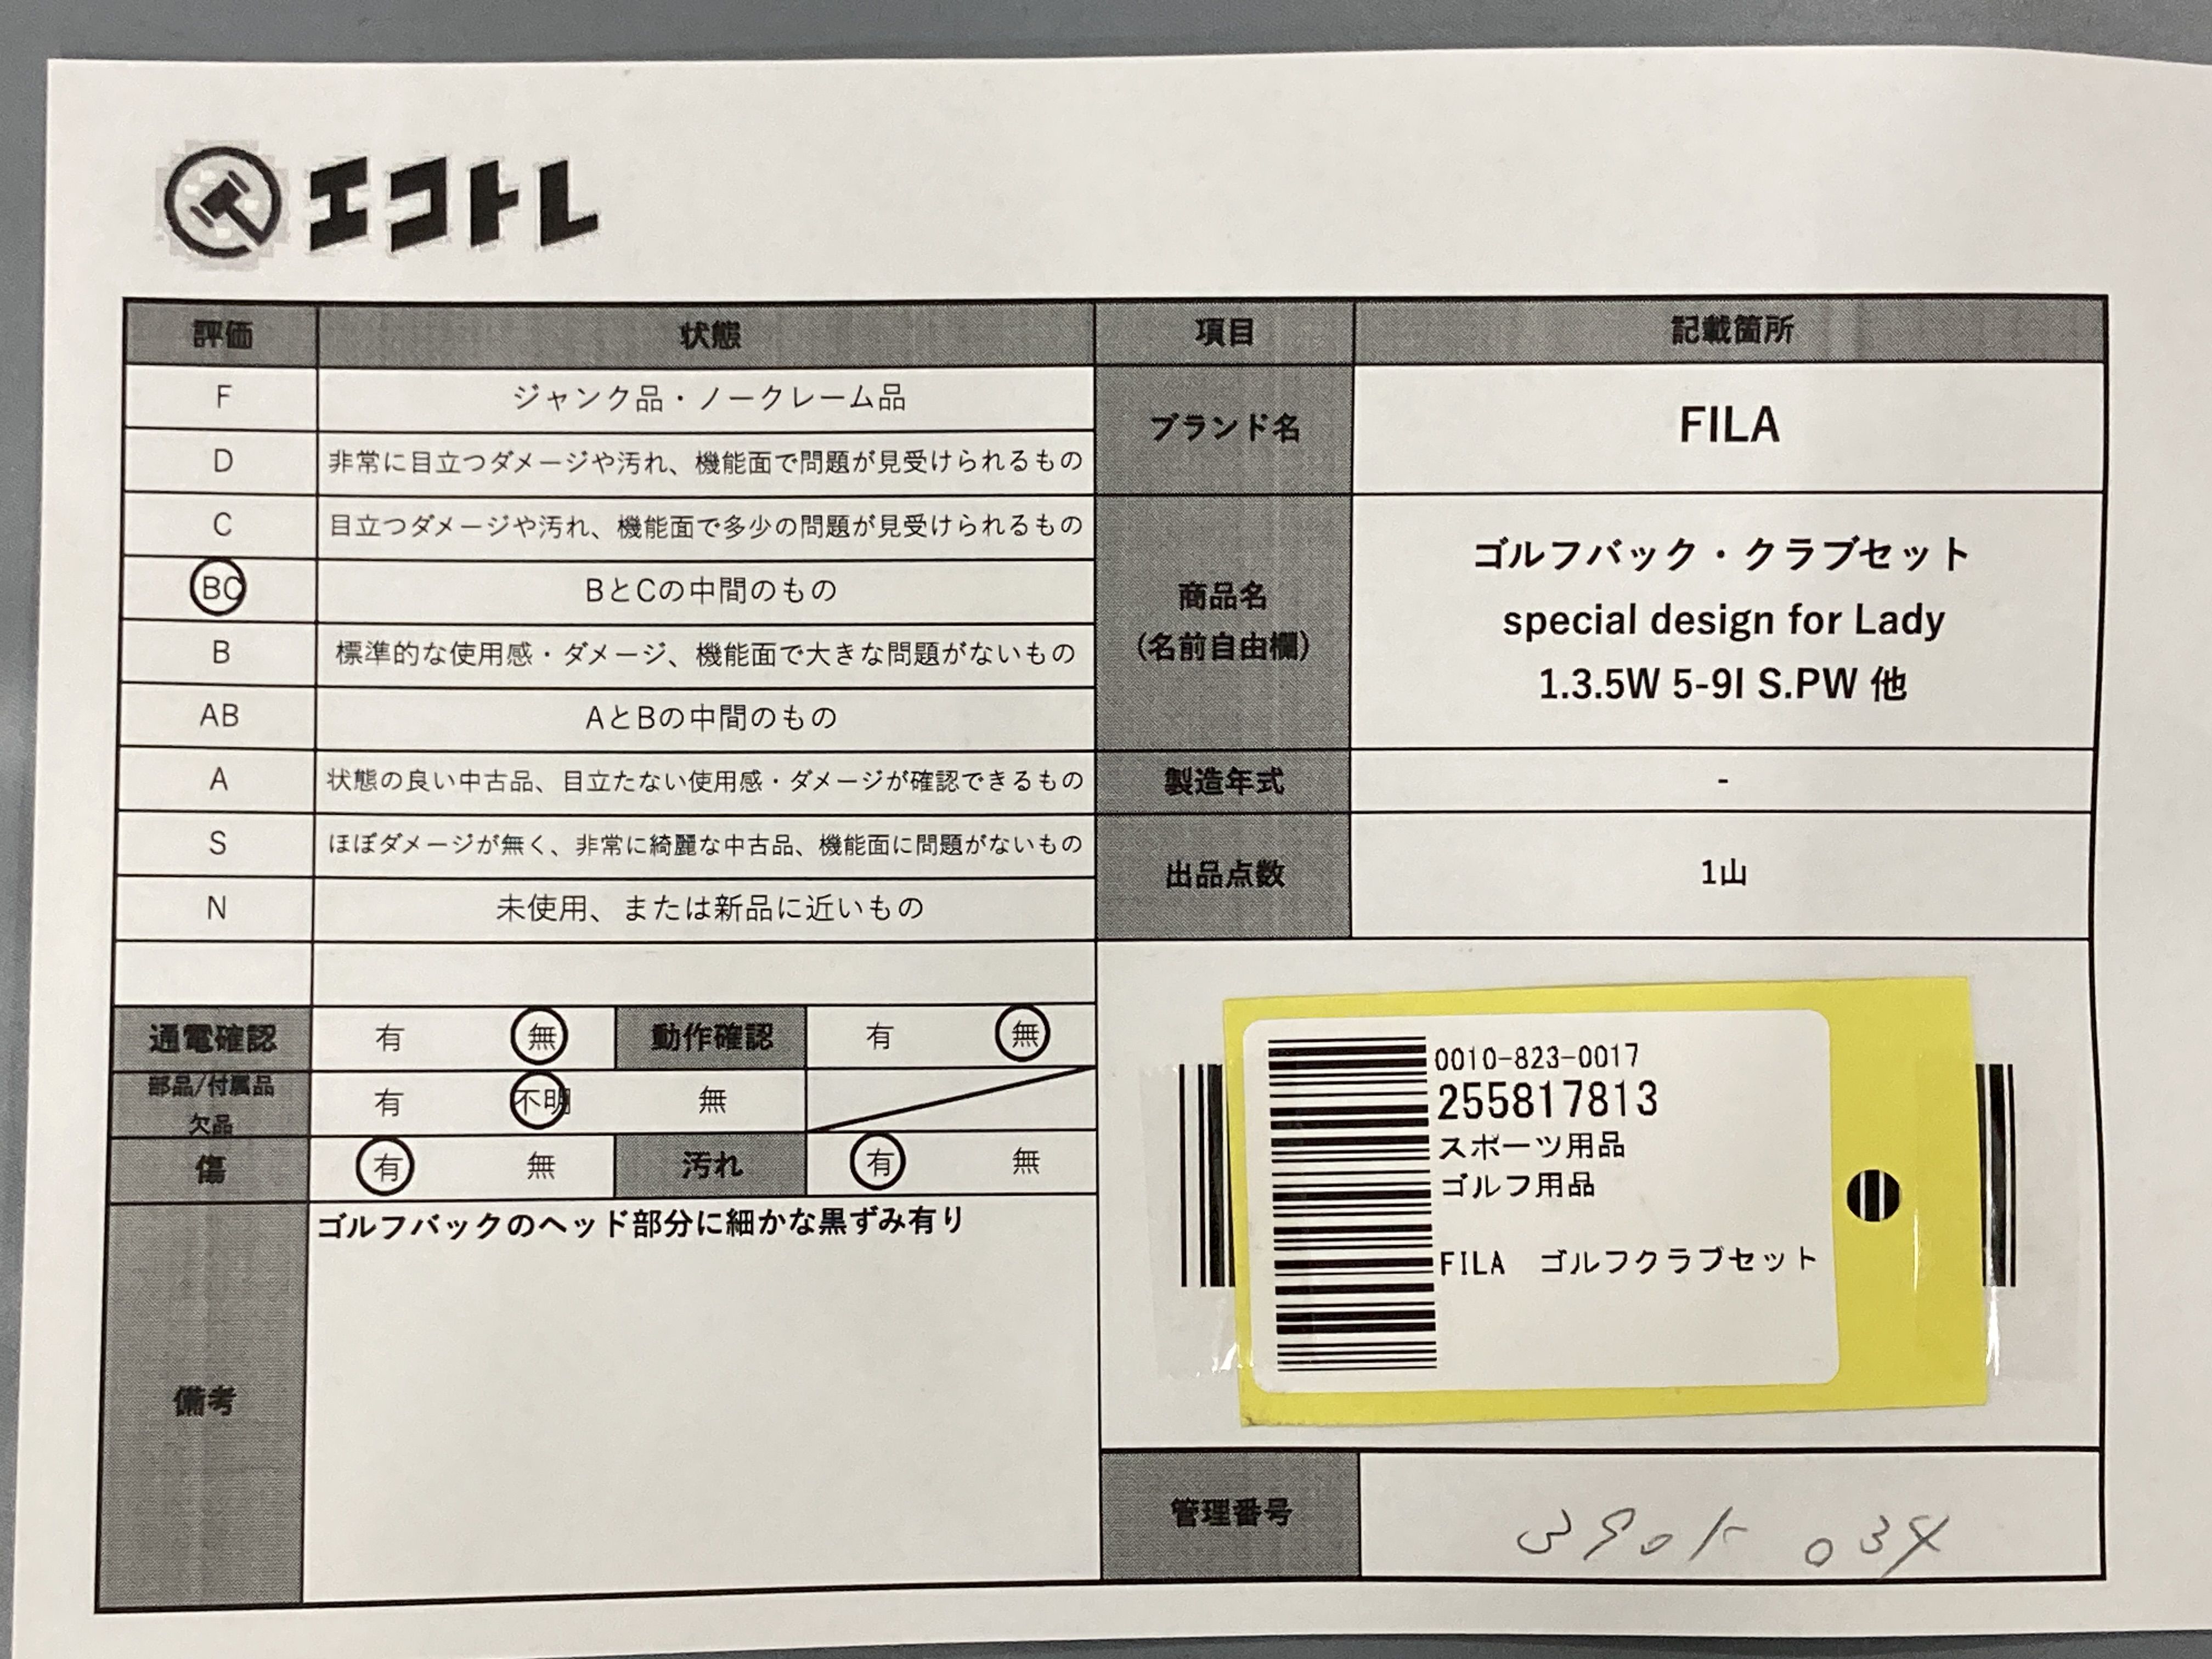 エコトレ
評価 状態 項目 記載箇所
F ジャンク品・ノークレーム品
D 非常に目立つダメージや汚れ、機能面で問題が見受けられるもの
C 目立つダメージや汚れ、機能面で多少の問題が見受けられるもの
BC BとCの中間のもの
B 標準的な使用感・ダメージ、機能面で大きな問題がないもの
AB AとBの中間のもの
A 状態の良い中古品、目立たない使用感・ダメージが確認できるもの
S ほぼダメージが無く、非常に綺麗な中古品、機能面に問題がないもの
N 未使用、または新品に近いもの
通電確認 有 無 動作確認 有 無
部品/付属品
欠品 有 不明 無
傷 有 無 汚れ 有 無
備考 ゴルフバックのヘッド部分に細かな黒ずみ有り
ブランド名 FILA
商品名
(名前自由欄)
ゴルフバック・クラブセット
special design for Lady
1.3.5W 5-9I S.PW 他
製造年式 -
出品点数 1山
0010-823-0017
255817813
スポーツ用品
ゴルフ用品
FILA ゴルフクラブセット
管理番号
034